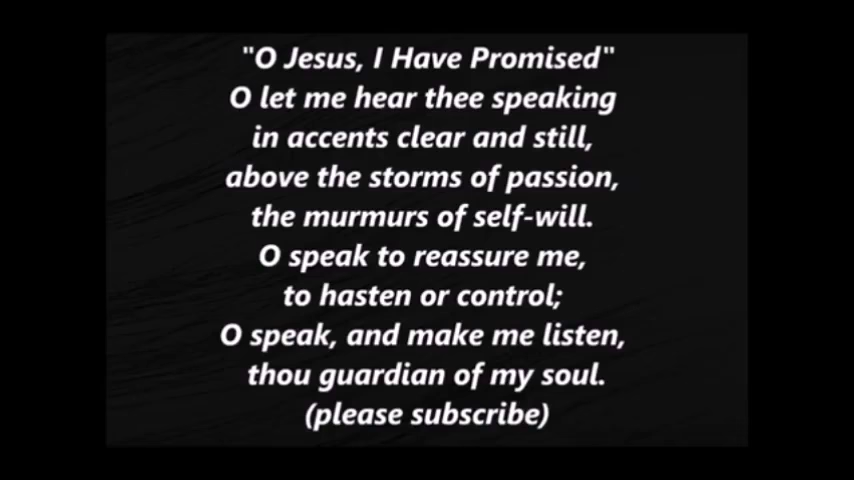 "O Jesus, I Have Promised"
O let me hear thee speaking
in accents clear and still,
above the storms of passion,
the murmurs of self-will.
O speak to reassure me,
to hasten or control;
O speak, and make me listen,
thou guardian of my soul.
(please subscribe)